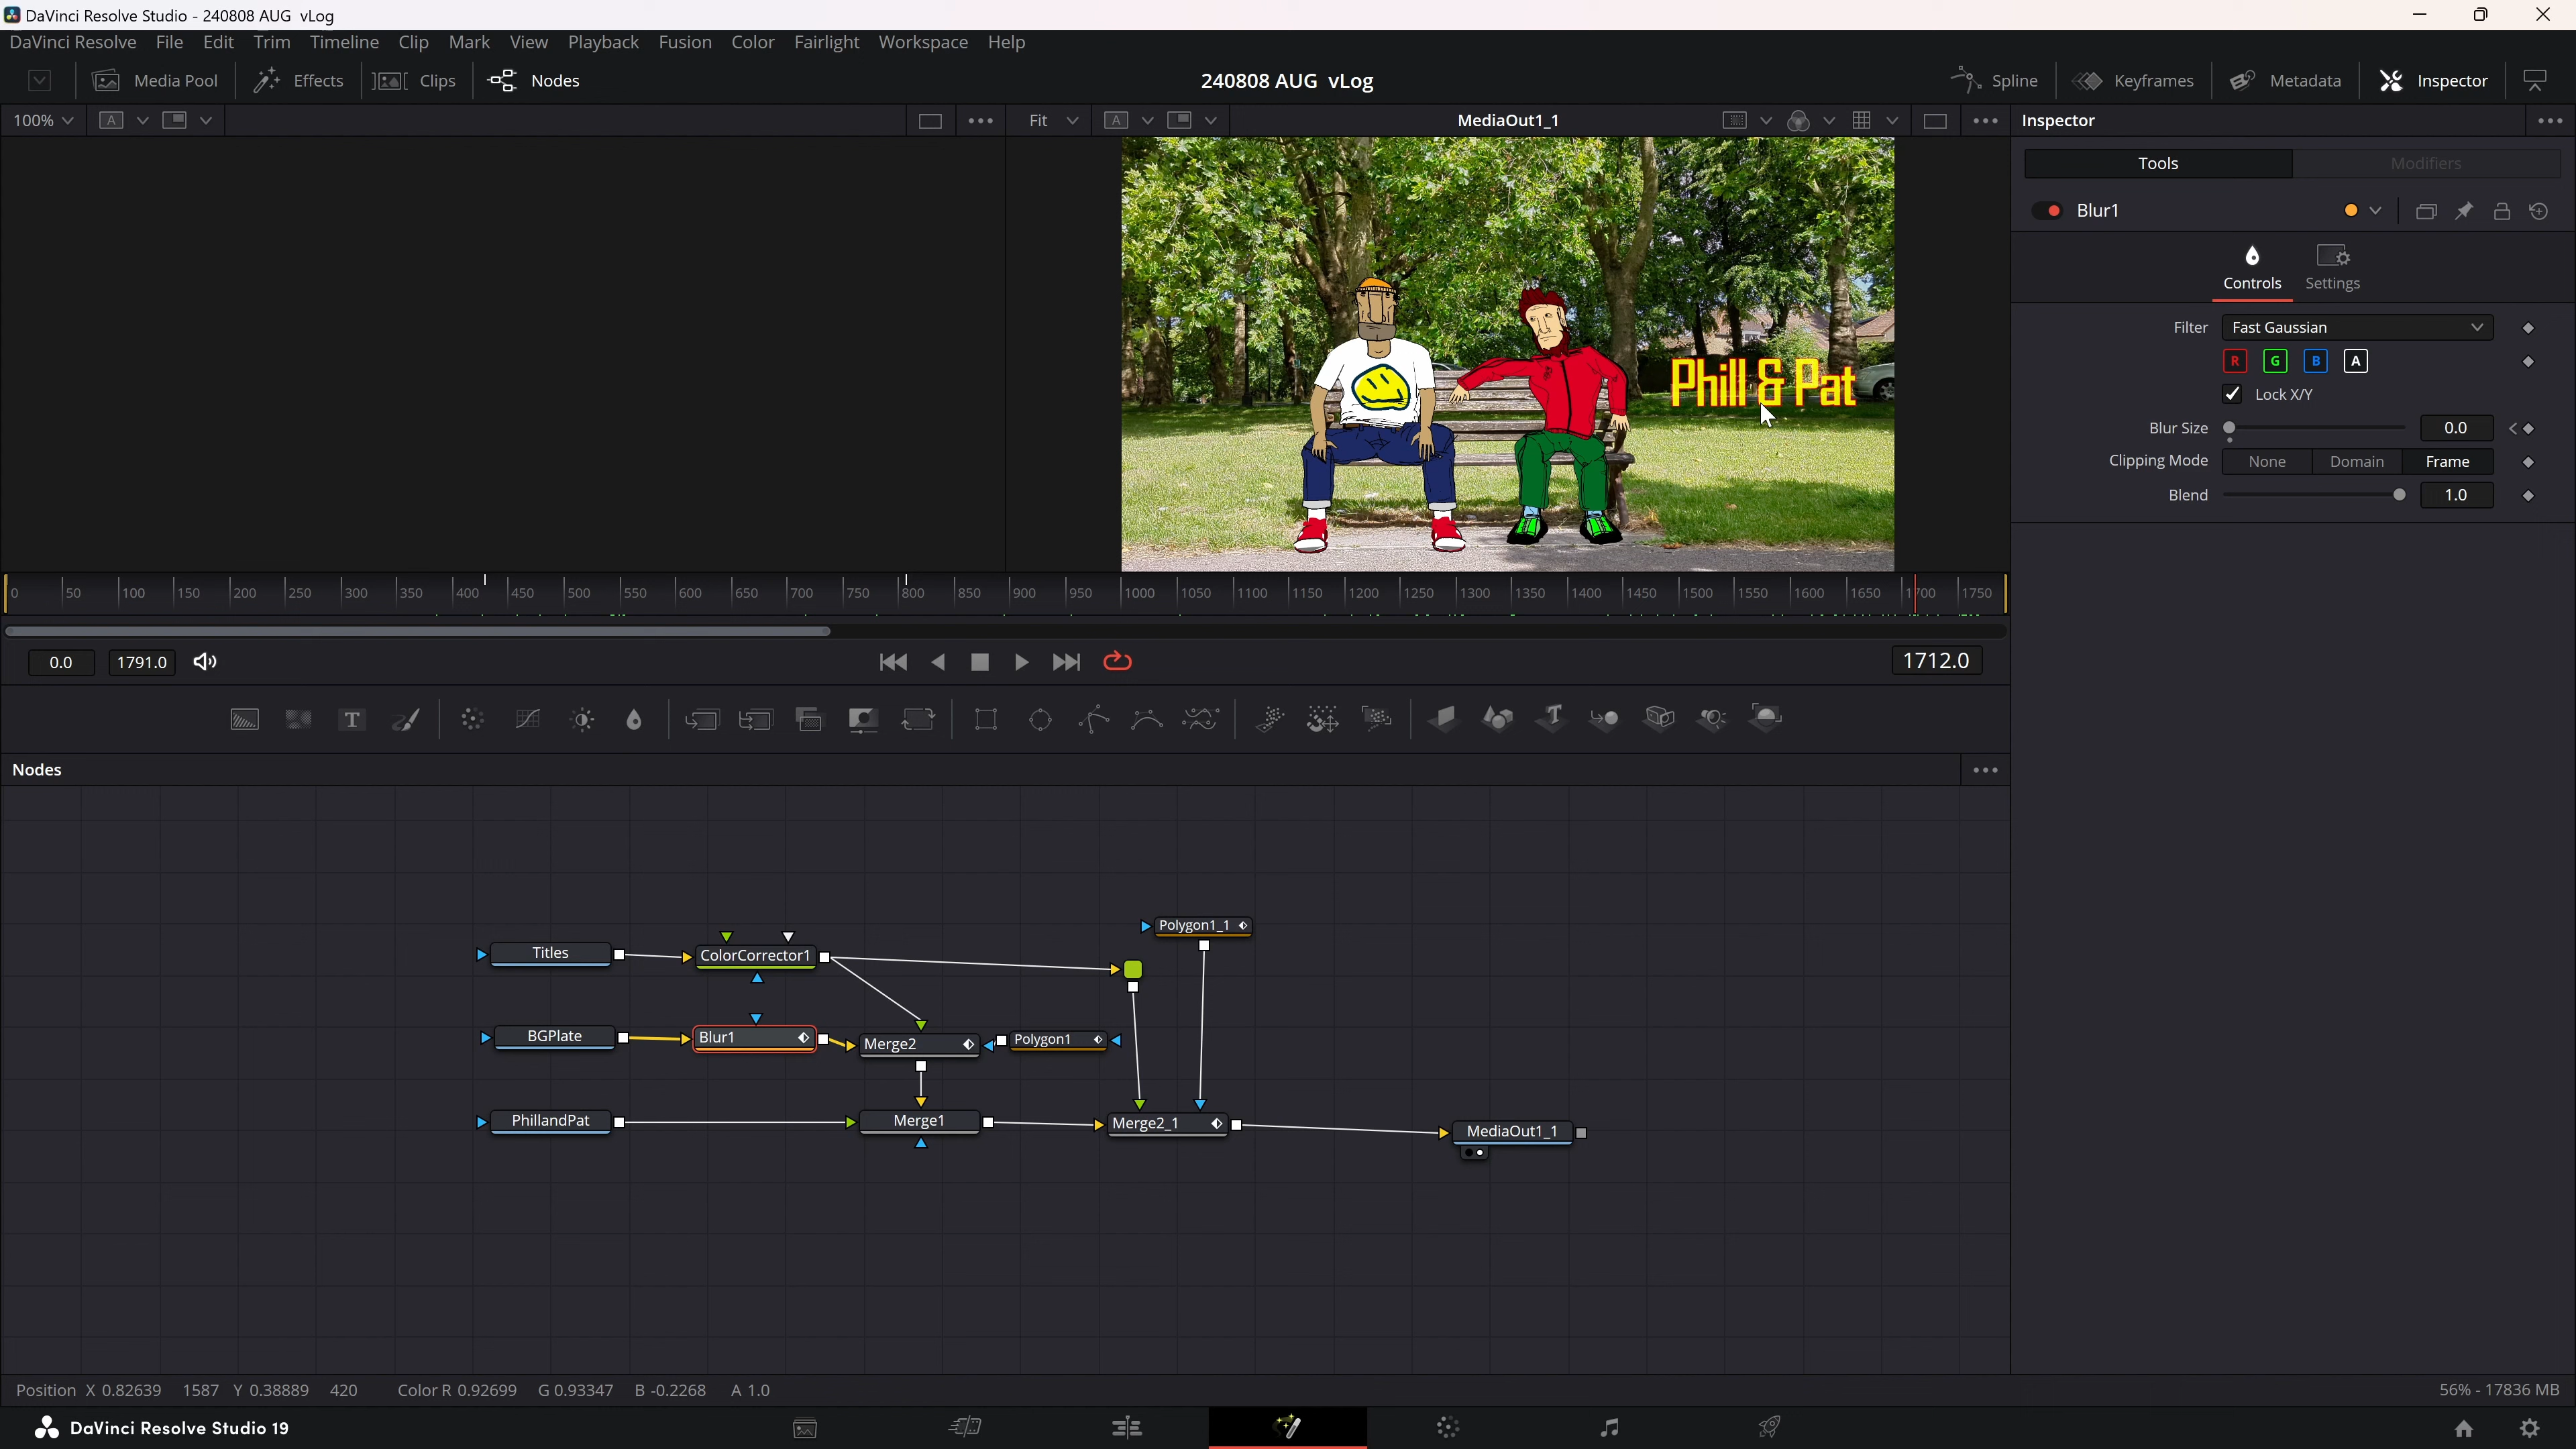 DaVinci Resolve Studio - 240808 AUG vLog
DaVinci Resolve File Edit Trim Timeline Clip Mark View Playback Fusion Color Fairlight Workspace Help
Media Pool Effects Clips Nodes 240808 AUG vLog Spline Keyframes Metadata Inspector
100% A Fit A MediaOut1_1 Inspector
Tools Modifiers
Blur1
Controls Settings
Filter Fast Gaussian
R G B A
Lock X/Y
Blur Size 0.0
Clipping Mode None Domain Frame
Blend 1.0
Phill & Pat
0 50 100 150 200 250 300 350 400 450 500 550 600 650 700 750 800 850 900 950 1000 1050 1100 1150 1200 1250 1300 1350 1400 1450 1500 1550 1600 1650 1700 1750
0.0 1791.0 1712.0
T T
Nodes
Polygon1_1
Titles ColorCorrector1
BGPlate Blur1 Merge2 Polygon1
PhillandPat Merge1 Merge2_1 MediaOut1_1
Position X 0.82639 1587 Y 0.38889 420 Color R 0.92699 G 0.93347 B -0.2268 A 1.0 56% - 17836 MB
DaVinci Resolve Studio 19